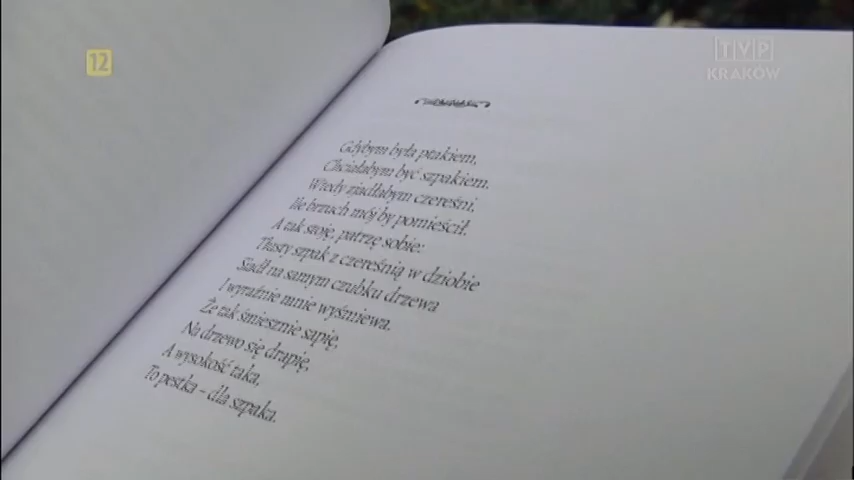 12
TVP
KRAKÓW
Gdybym była ptakiem,
Chciałabym być szpakiem.
Wtedy zjadłabym czereśni,
Ile brzuch mój by pomieścił.
A tak stoję, patrzę sobie:
Tłusty szpak z czereśnią w dziobie
Siadł na samym czubku drzewa
I wyraźnie mnie wyśmiewa.
Że tak śmiesznie sapię,
Na drzewo się drapię,
A wysokość taka,
To pestka – dla szpaka.